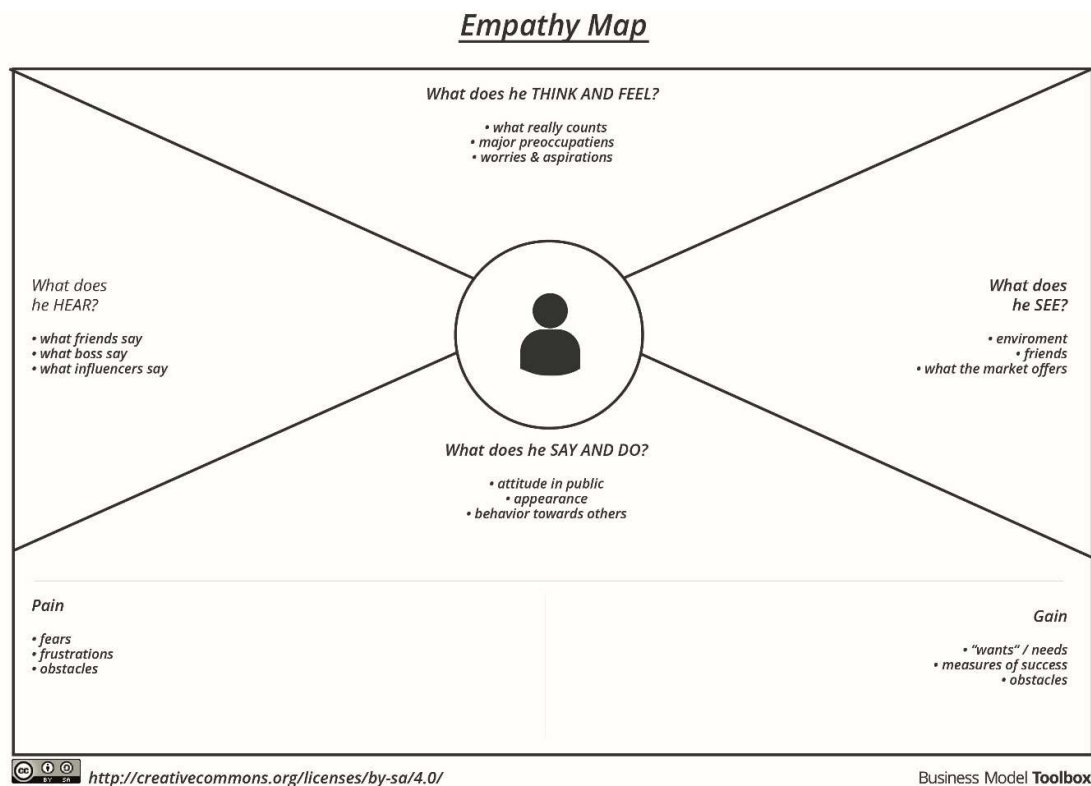 Empathy Map
What does he THINK AND FEEL?
• what really counts
• major preoccupatiens
• worries & aspirations
What does
he HEAR?
• what friends say
• what boss say
• what influencers say
What does
he SEE?
• enviroment
• friends
• what the market offers
What does he SAY AND DO?
• attitude in public
• appearance
• behavior towards others
Pain
• fears
• frustrations
• obstacles
Gain
• “wants“ / needs
• measures of success
• obstacles
cc BY SA
http://creativecommons.org/licenses/by-sa/4.0/
Business Model Toolbox